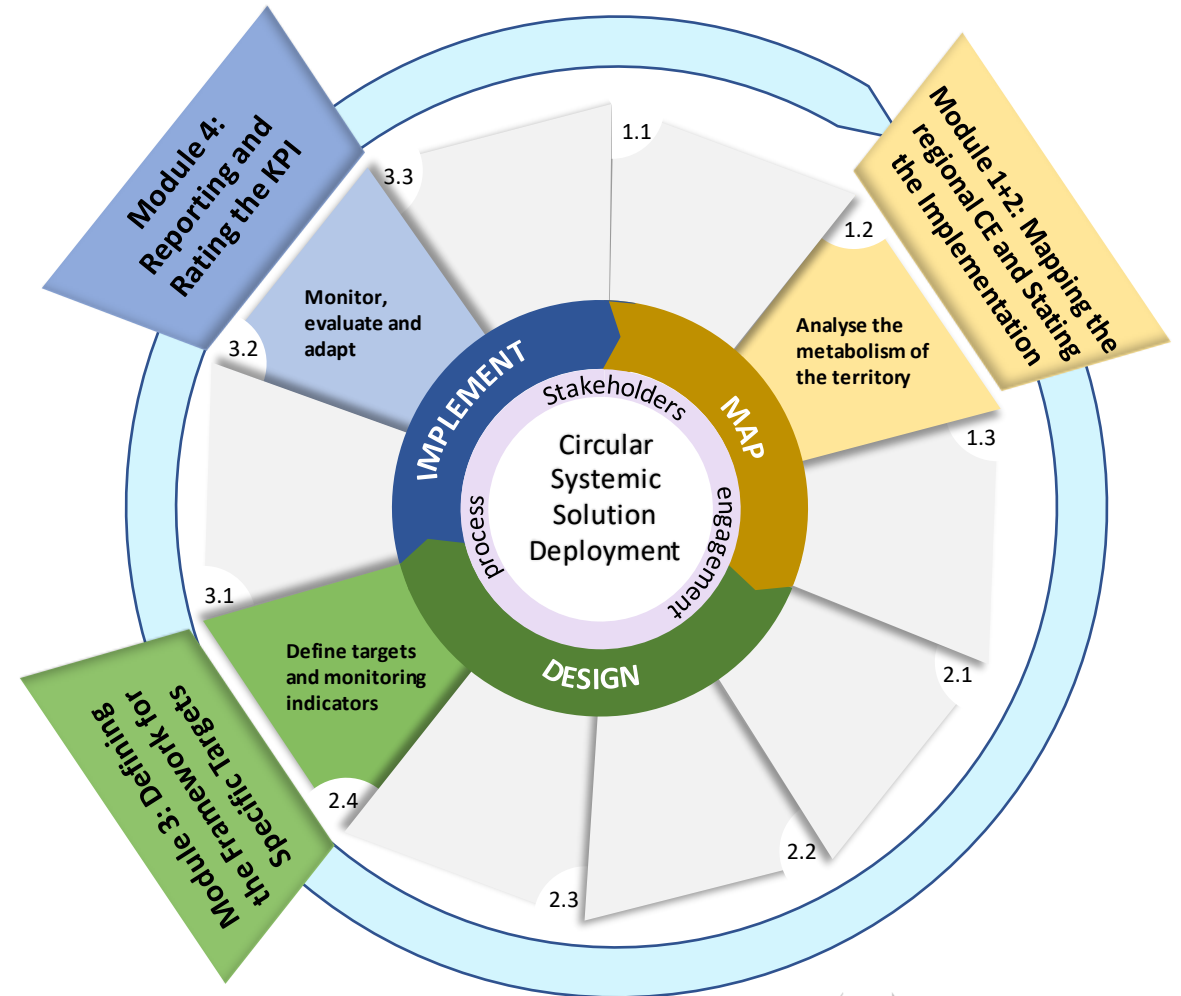 Module 4:
Reporting and
Rating the KPI
Module 1+2: Mapping the
regional CE and Stating
the Implementation
1.1
3.3
1.2
Monitor,
evaluate and
adapt
Analyse the
metabolism of
the territory
3.2
1.3
IMPLEMENT
MAP
DESIGN
Stakeholders
engagement
process
Circular
Systemic
Solution
Deployment
3.1
2.1
Define targets
and monitoring
indicators
2.4
2.2
2.3
Module 3: Defining
the Framework for
Specific Targets